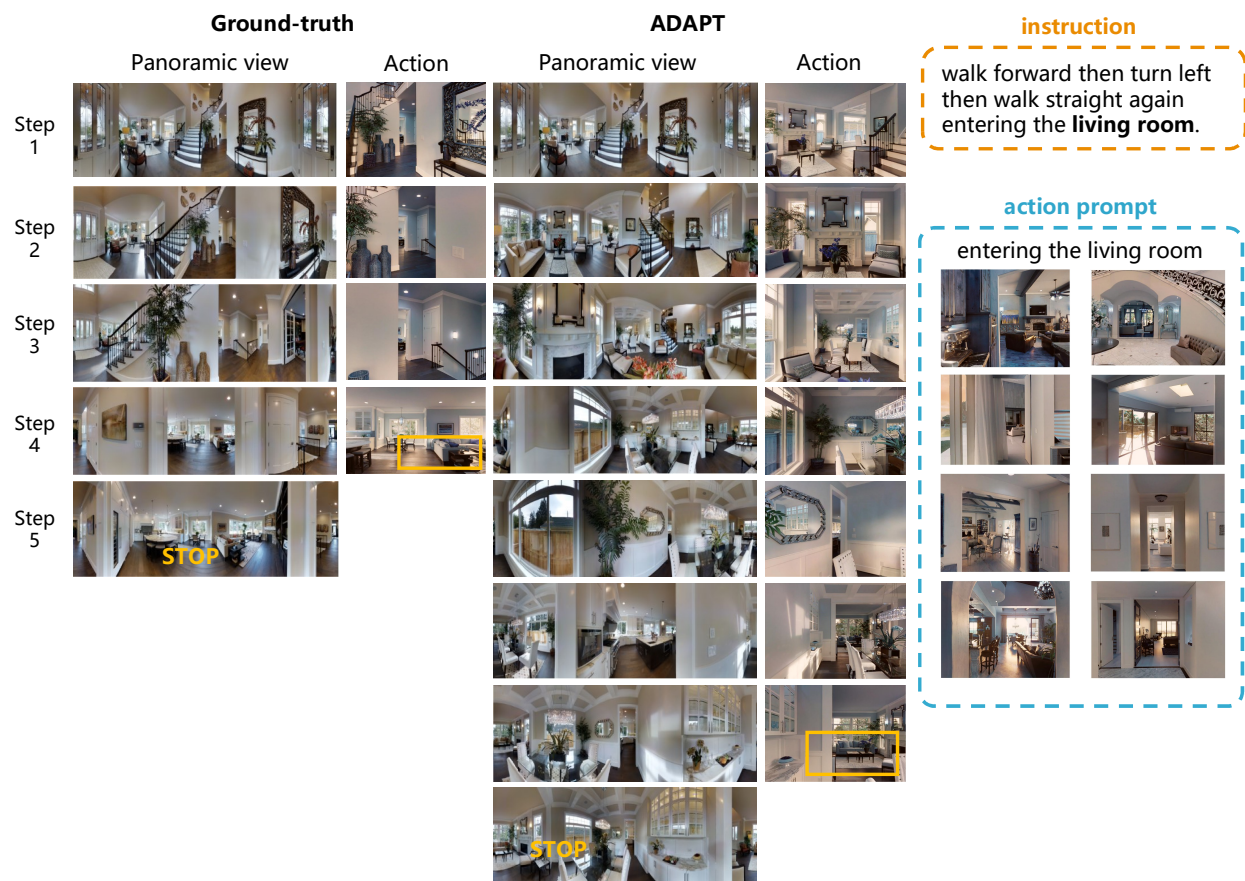 Ground-truth
ADAPT
instruction
Panoramic view
Action
Panoramic view
Action
walk forward then turn left
then walk straight again
entering the living room.
Step
1
Step
2
action prompt
entering the living room
Step
3
Step
4
Step
5
STOP
STOP